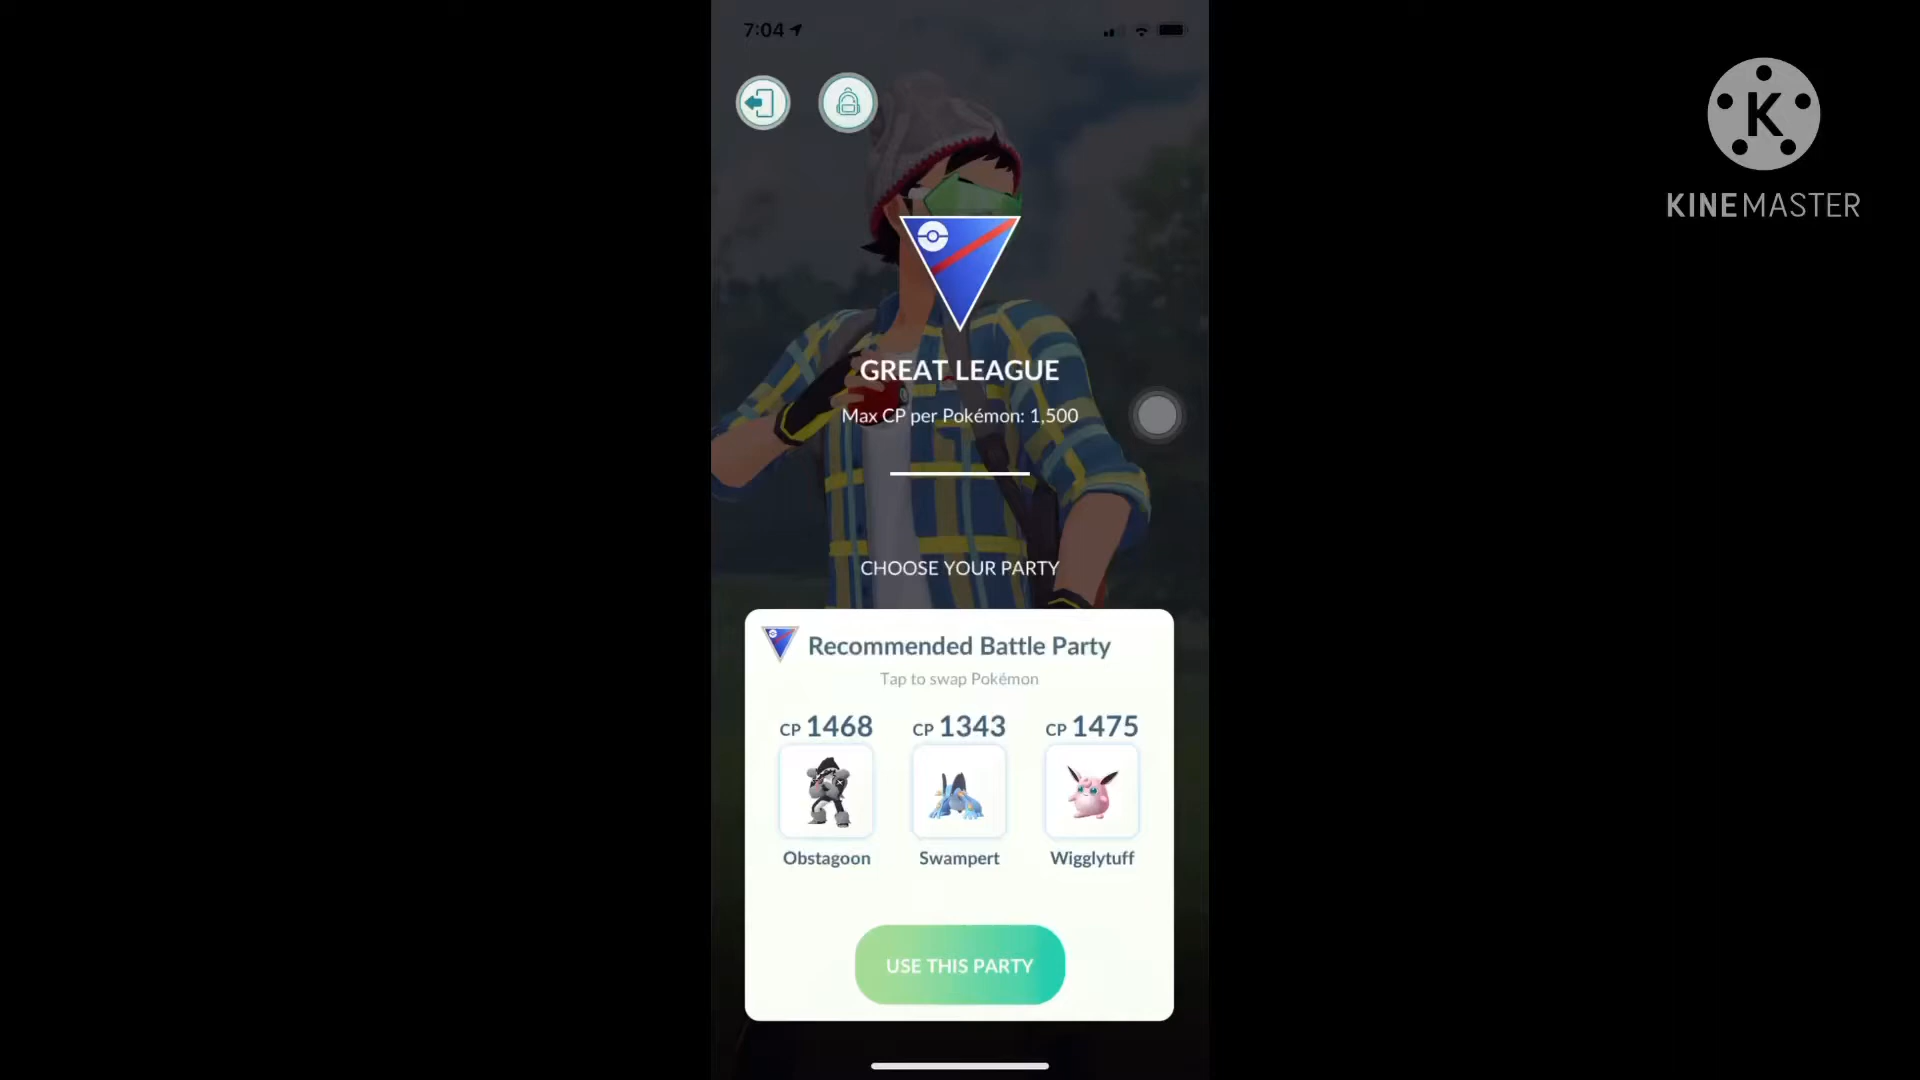 7:04
K
KINEMASTER
GREAT LEAGUE
Max CP per Pokémon: 1,500
CHOOSE YOUR PARTY
Recommended Battle Party
Tap to swap Pokémon
CP 1468 CP 1343 CP 1475
Obstagoon Swampert Wigglytuff
USE THIS PARTY